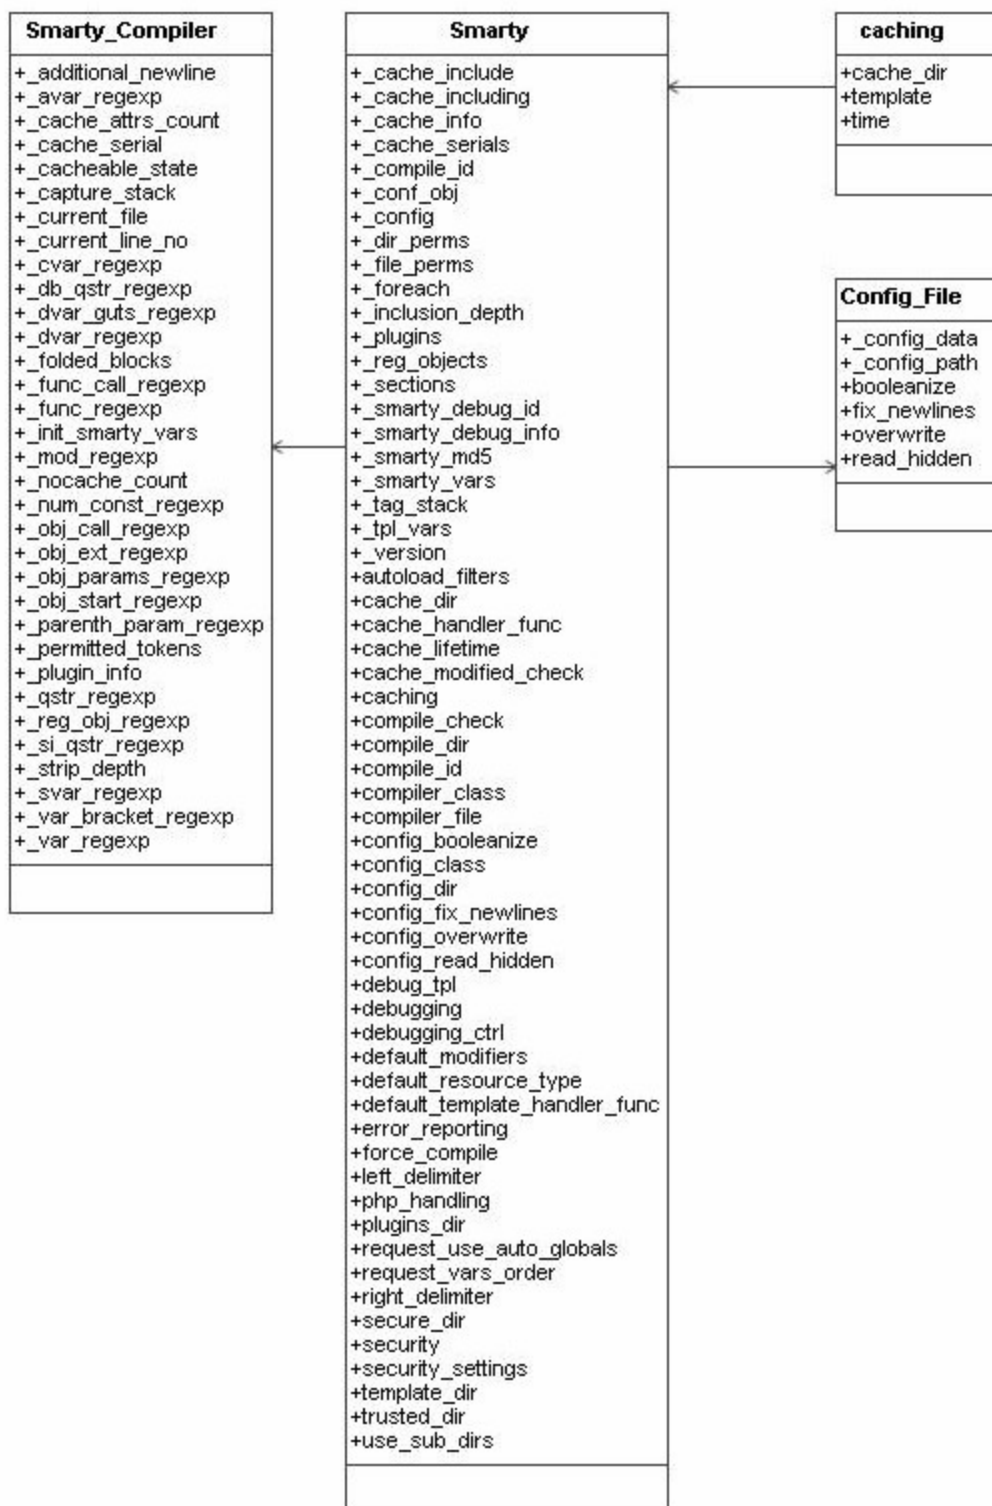 Smarty_Compiler
+_additional_newline
+_avar_regexp
+_cache_attrs_count
+_cache_serial
+_cacheable_state
+_capture_stack
+_current_file
+_current_line_no
+_cvar_regexp
+_db_qstr_regexp
+_dvar_guts_regexp
+_dvar_regexp
+_folded_blocks
+_func_call_regexp
+_func_regexp
+_init_smarty_vars
+_mod_regexp
+_nocache_count
+_num_const_regexp
+_obj_call_regexp
+_obj_ext_regexp
+_obj_params_regexp
+_obj_start_regexp
+_parenth_param_regexp
+_permitted_tokens
+_plugin_info
+_qstr_regexp
+_reg_obj_regexp
+_si_qstr_regexp
+_strip_depth
+_svar_regexp
+_var_bracket_regexp
+_var_regexp
Smarty
+_cache_include
+_cache_including
+_cache_info
+_cache_serials
+_compile_id
+_conf_obj
+_config
+_dir_perms
+_file_perms
+_foreach
+_inclusion_depth
+_plugins
+_reg_objects
+_sections
+_smarty_debug_id
+_smarty_debug_info
+_smarty_md5
+_smarty_vars
+_tag_stack
+_tpl_vars
+_version
+autoload_filters
+cache_dir
+cache_handler_func
+cache_lifetime
+cache_modified_check
+caching
+compile_check
+compile_dir
+compile_id
+compiler_class
+compiler_file
+config_booleanize
+config_class
+config_dir
+config_fix_newlines
+config_overwrite
+config_read_hidden
+debug_tpl
+debugging
+debugging_ctrl
+default_modifiers
+default_resource_type
+default_template_handler_func
+error_reporting
+force_compile
+left_delimiter
+php_handling
+plugins_dir
+request_use_auto_globals
+request_vars_order
+right_delimiter
+secure_dir
+security
+security_settings
+template_dir
+trusted_dir
+use_sub_dirs
caching
+cache_dir
+template
+time
Config_File
+_config_data
+_config_path
+booleanize
+fix_newlines
+overwrite
+read_hidden